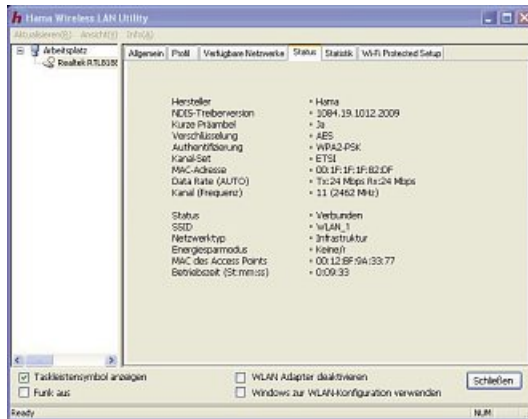 Hama Wireless LAN Utility
Aktualisieren(R) Ansicht(Y) Info(A)
Arbeitsplatz
Realtek RTL8188
Allgemein Profil Verfügbare Netzwerke Status Statistik Wi-Fi Protected Setup
Hersteller • Hama
NDIS-Treiberversion • 1084.19.1012.2009
Kurze Präambel • Ja
Verschlüsselung • AES
Authentifizierung • WPA2-PSK
Kanal-Set • ETSI
MAC-Adresse • 00:1F:1F:1F:B2:DF
Data Rate (AUTO) • Tx:24 Mbps Rx:24 Mbps
Kanal (Frequenz) • 11 (2462 MHz)
Status • Verbunden
SSID • WLAN_1
Netzwerktyp • Infrastruktur
Energiesparmodus • Keine/r
MAC des Access Points • 00:12:BF:9A:33:77
Betriebszeit (St:mm:ss) • 0:09:33
Taskleistensymbol anzeigen
WLAN Adapter deaktivieren
Schließen
Funk aus
Windows zur WLAN-Konfiguration verwenden
Ready NUM